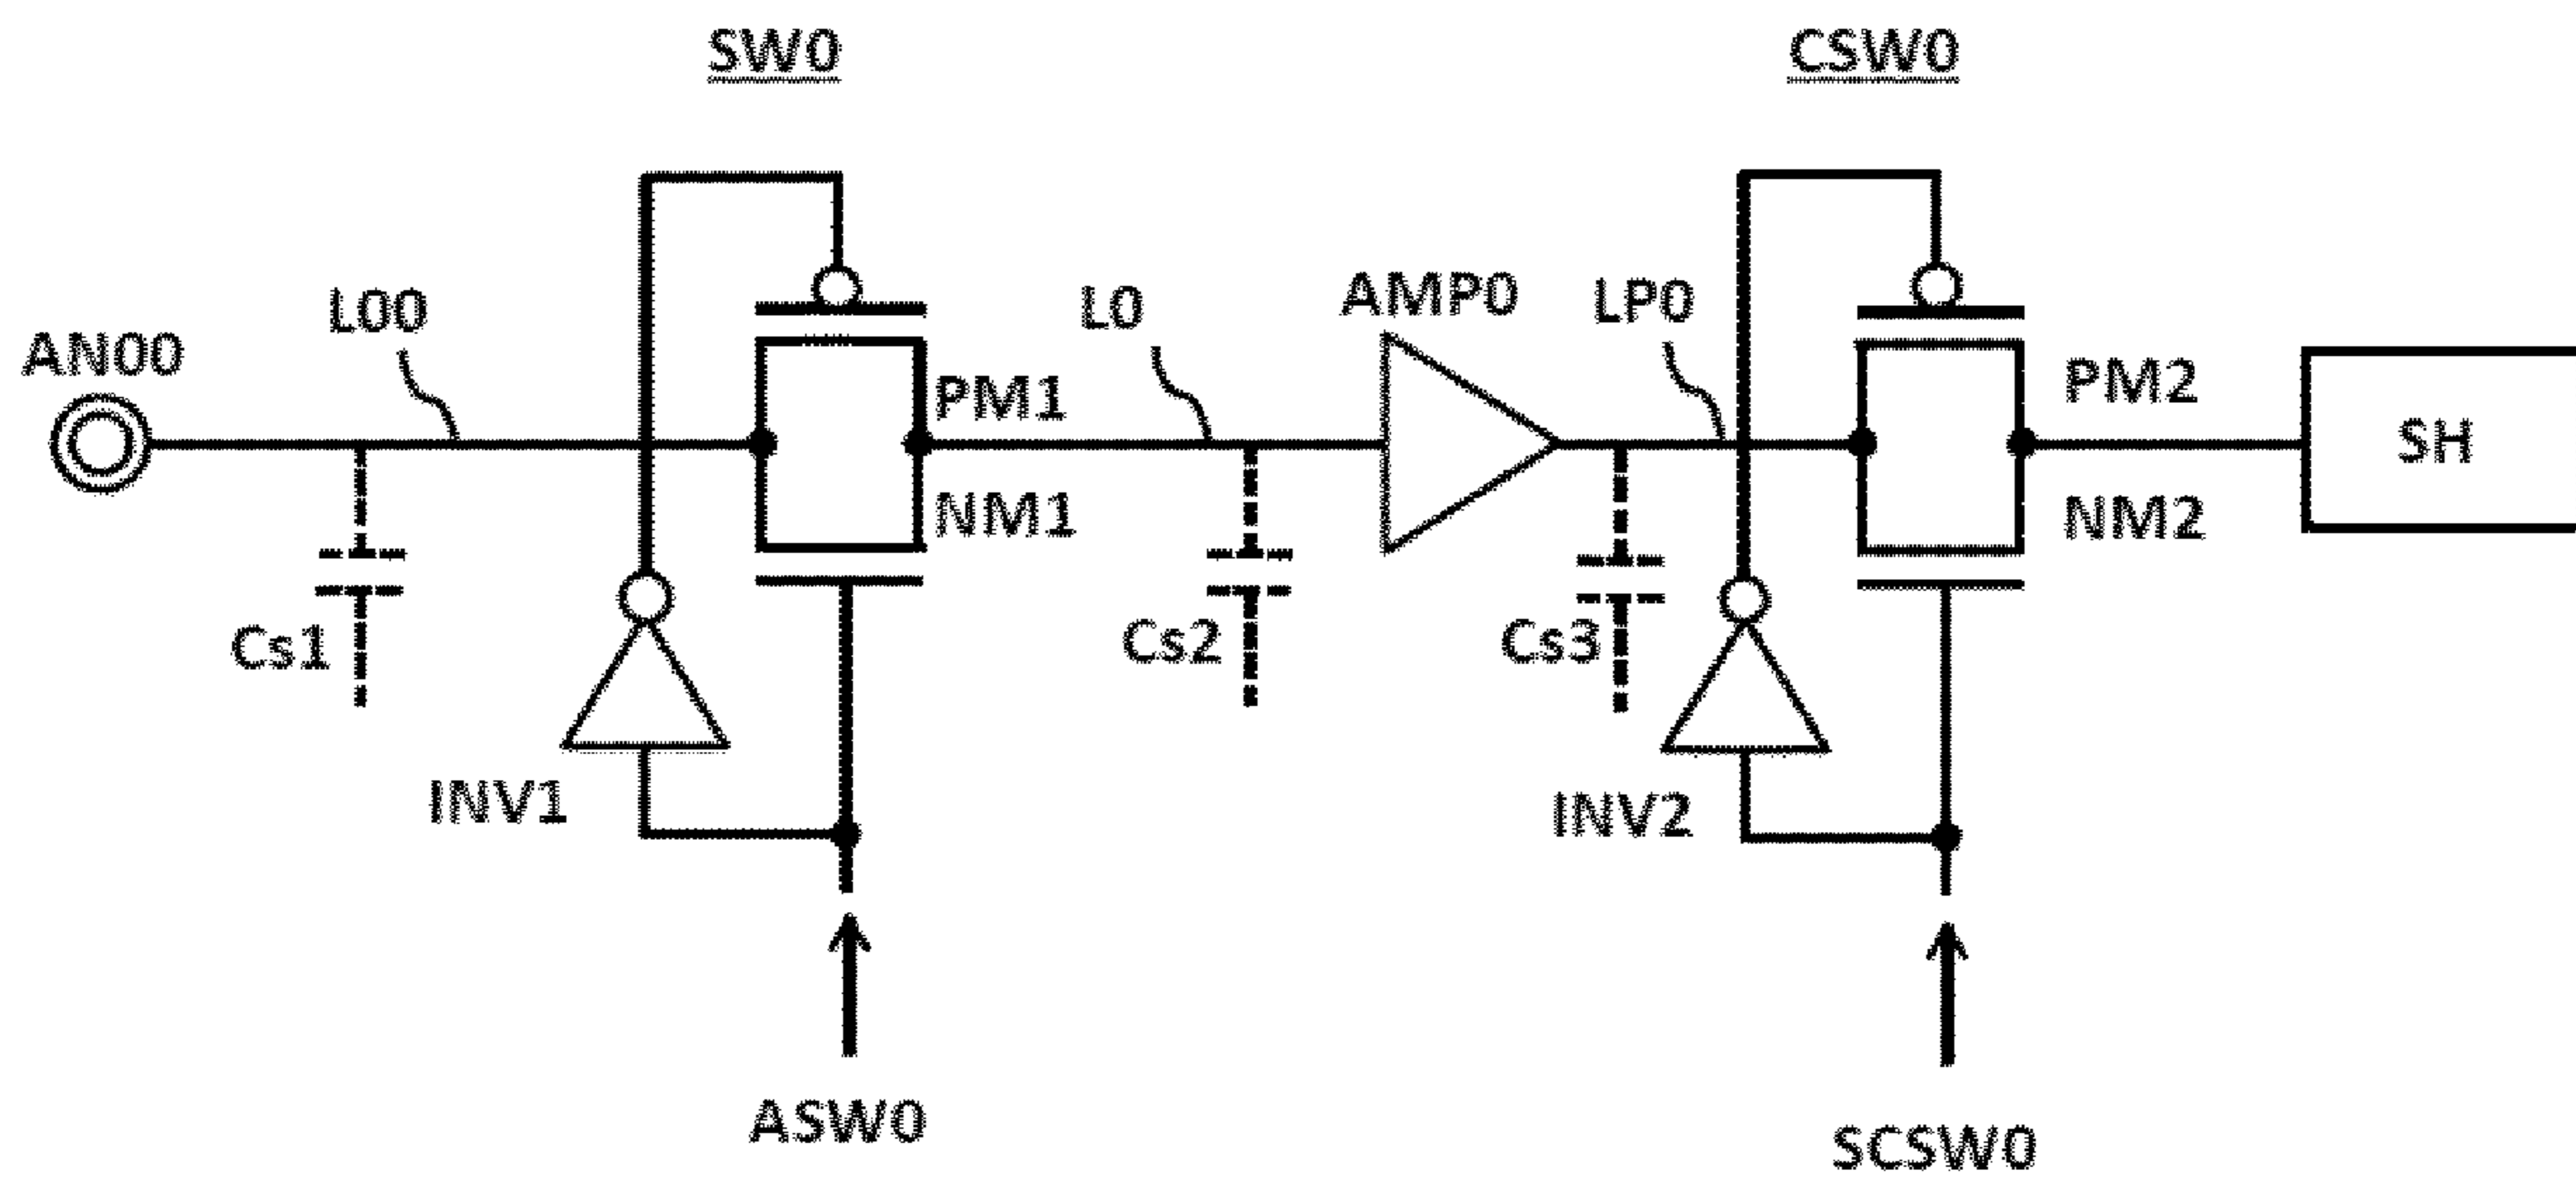 SW0
CSW0
AN00
L00
PM1
NM1
L0
AMP0
LP0
PM2
NM2
SH
Cs1
Cs2
Cs3
INV1
INV2
ASW0
SCSW0